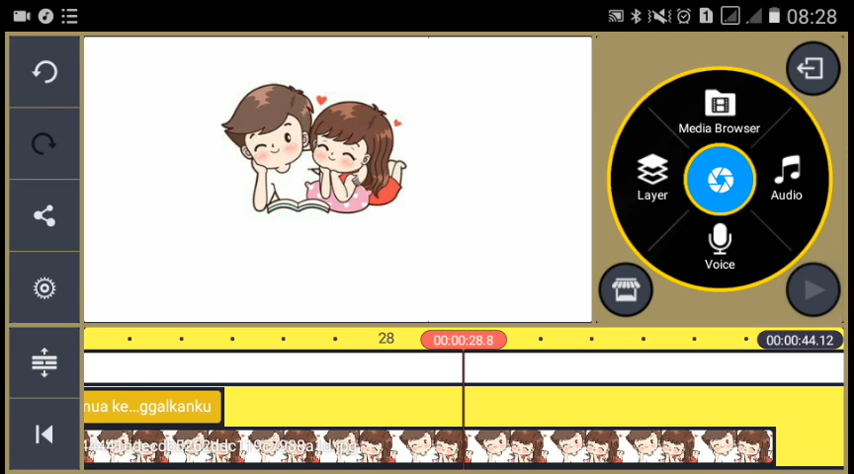 08:28
Media Browser
Layer
Audio
Voice
28
00:00:28.8
00:00:44.12
nua ke...ggalkanku